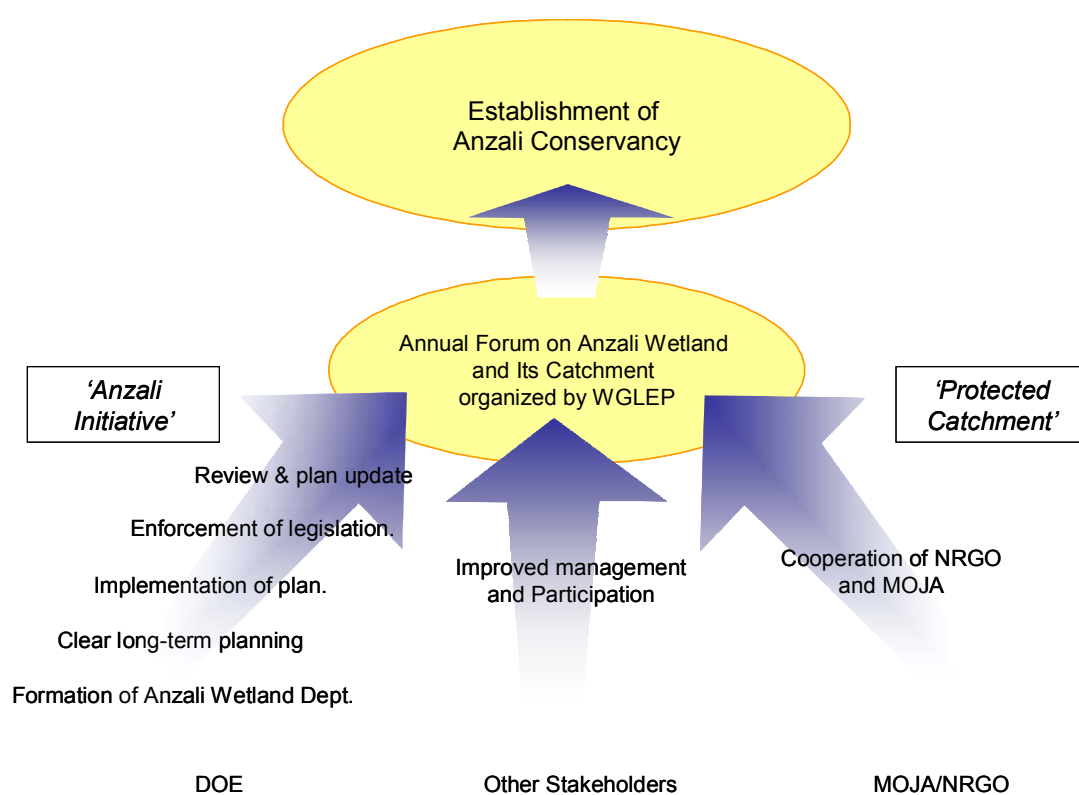 Establishment of
Anzali Conservancy
Annual Forum on Anzali Wetland
and Its Catchment
organized by WGLEP
‘Anzali
Initiative’
‘Protected
Catchment’
Review & plan update
Enforcement of legislation.
Implementation of plan.
Clear long-term planning
Formation of Anzali Wetland Dept.
Improved management
and Participation
Cooperation of NRGO
and MOJA
DOE
Other Stakeholders
MOJA/NRGO